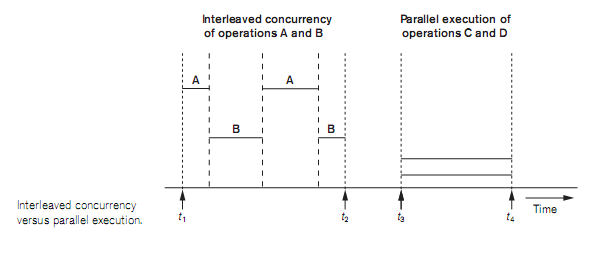 Interleaved concurrency
of operations A and B
Parallel execution of
operations C and D
A
A
B
B
Interleaved concurrency
versus parallel execution.
t1
t2
t3
t4
Time